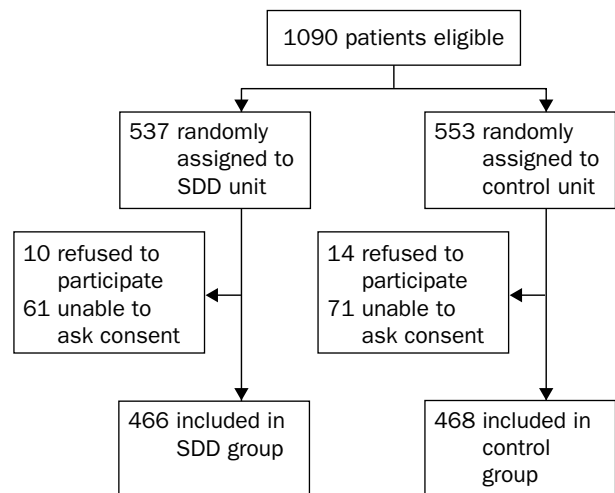 1090 patients eligible
537 randomly
assigned to
SDD unit
553 randomly
assigned to
control unit
10 refused to
participate
61 unable to
ask consent
14 refused to
participate
71 unable to
ask consent
466 included in
SDD group
468 included in
control
group